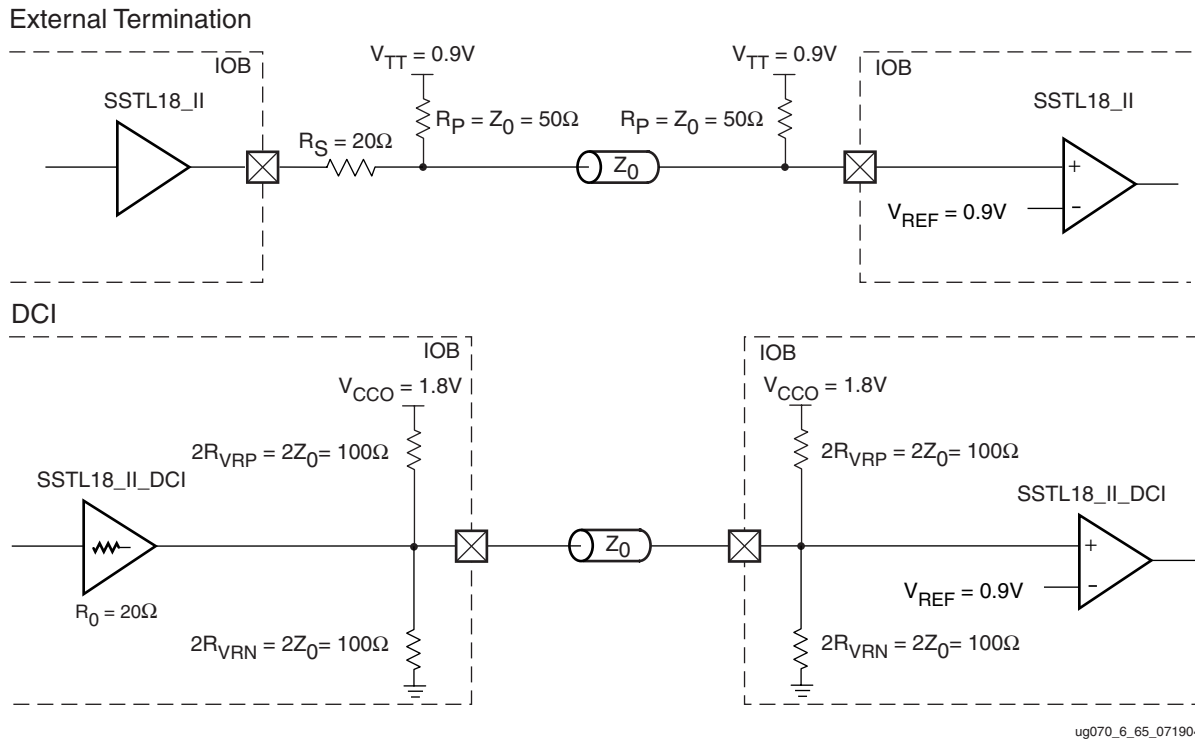 External Termination
IOB
SSTL18_II
R_S = 20Ω
V_TT = 0.9V
R_P = Z_0 = 50Ω
Z_0
V_TT = 0.9V
R_P = Z_0 = 50Ω
IOB
SSTL18_II
+
–
V_REF = 0.9V
DCI
IOB
V_CCO = 1.8V
2R_VRP = 2Z_0= 100Ω
SSTL18_II_DCI
R_0 = 20Ω
2R_VRN = 2Z_0= 100Ω
Z_0
IOB
V_CCO = 1.8V
2R_VRP = 2Z_0= 100Ω
SSTL18_II_DCI
+
–
V_REF = 0.9V
2R_VRN = 2Z_0= 100Ω
ug070_6_65_071904